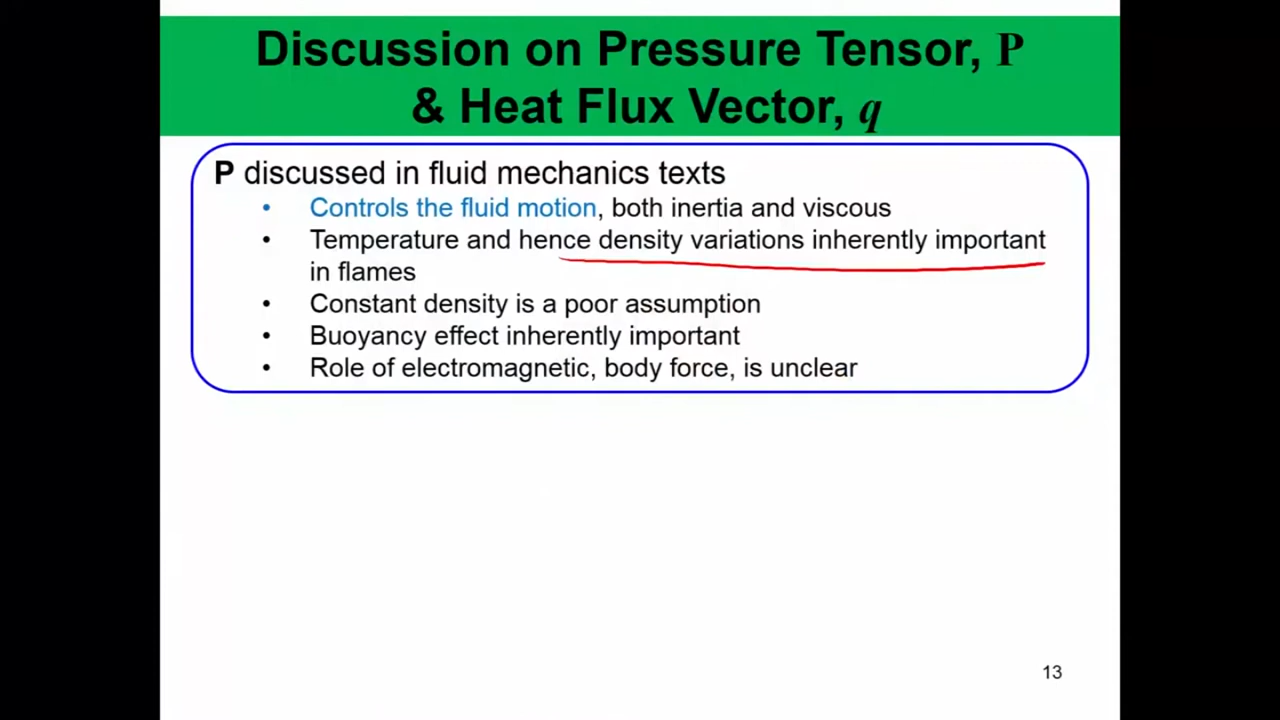 Discussion on Pressure Tensor, P
& Heat Flux Vector, q
P discussed in fluid mechanics texts
• Controls the fluid motion, both inertia and viscous
• Temperature and hence density variations inherently important
in flames
• Constant density is a poor assumption
• Buoyancy effect inherently important
• Role of electromagnetic, body force, is unclear
13